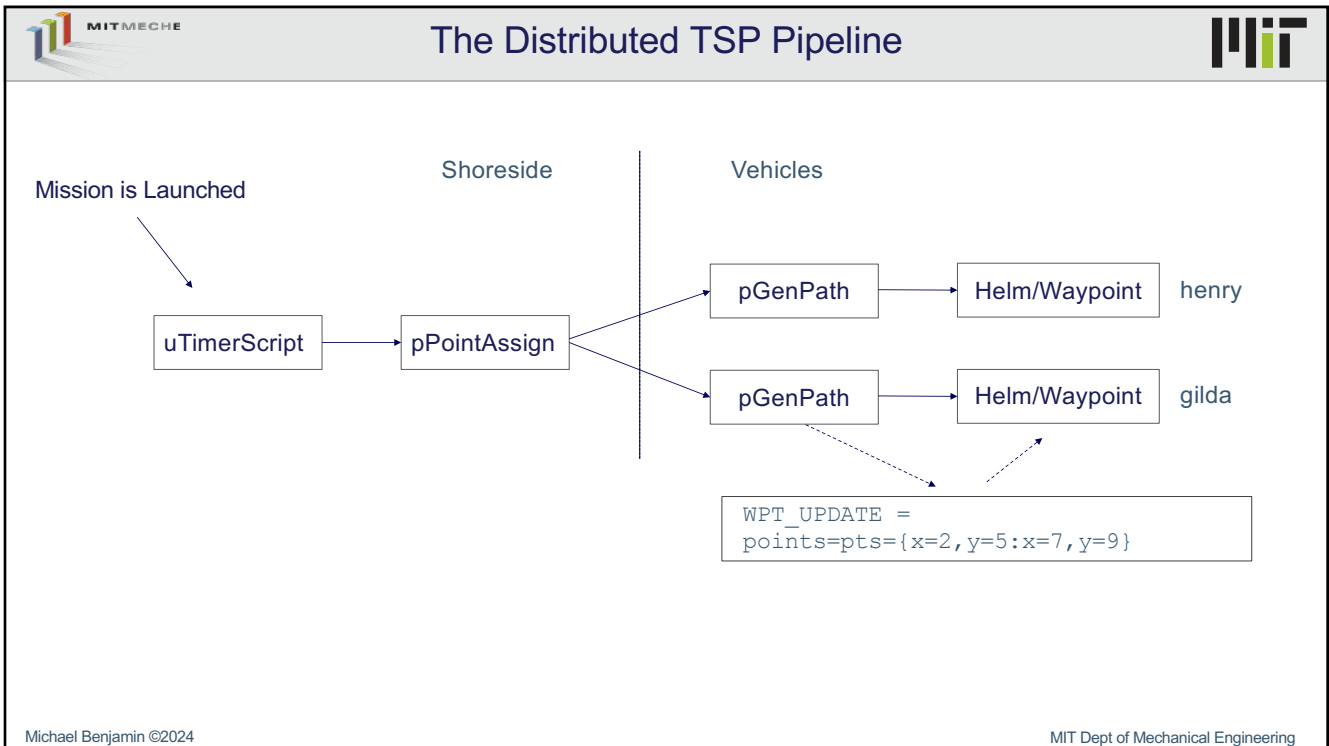 MITMECHE
The Distributed TSP Pipeline
MIT
Shoreside
Vehicles
Mission is Launched
uTimerScript
pPointAssign
pGenPath
Helm/Waypoint
henry
pGenPath
Helm/Waypoint
gilda
WPT_UPDATE =
points=pts={x=2,y=5:x=7,y=9}
Michael Benjamin ©2024
MIT Dept of Mechanical Engineering